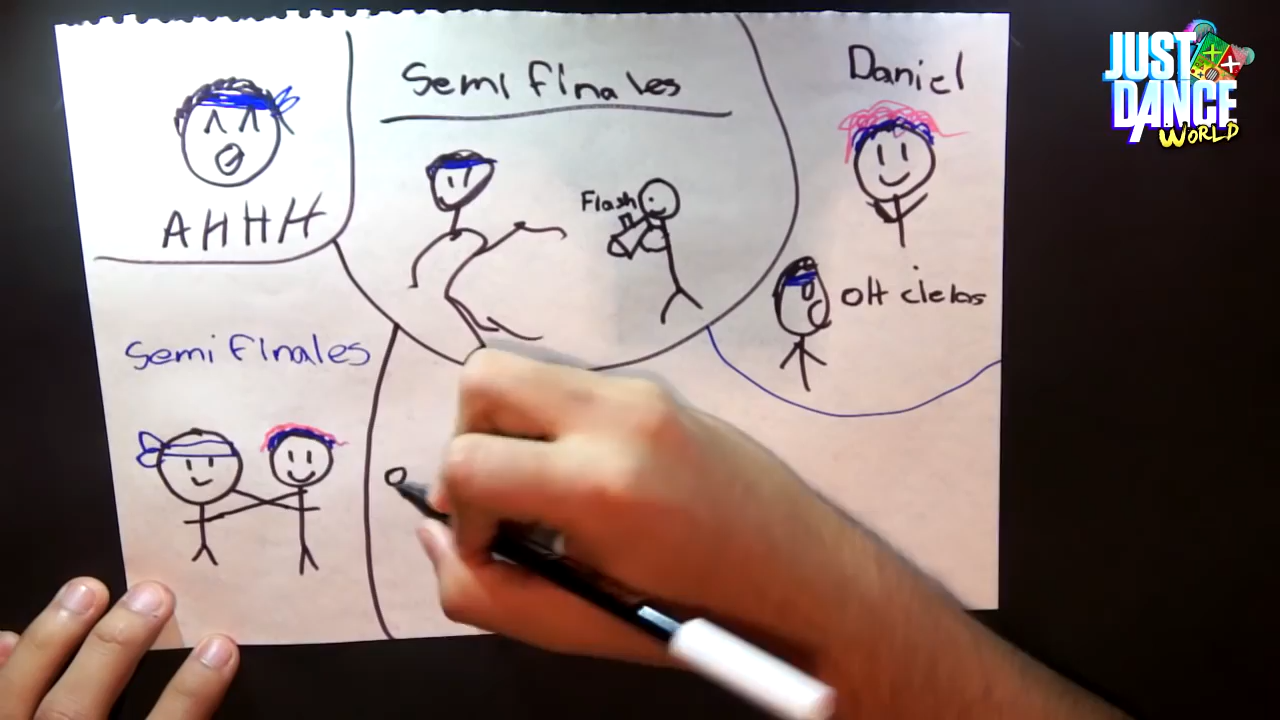 AHHH
Semi Finales
Flash
Daniel
OH cielos
Semi Finales
JUST
DANCE
WORLD